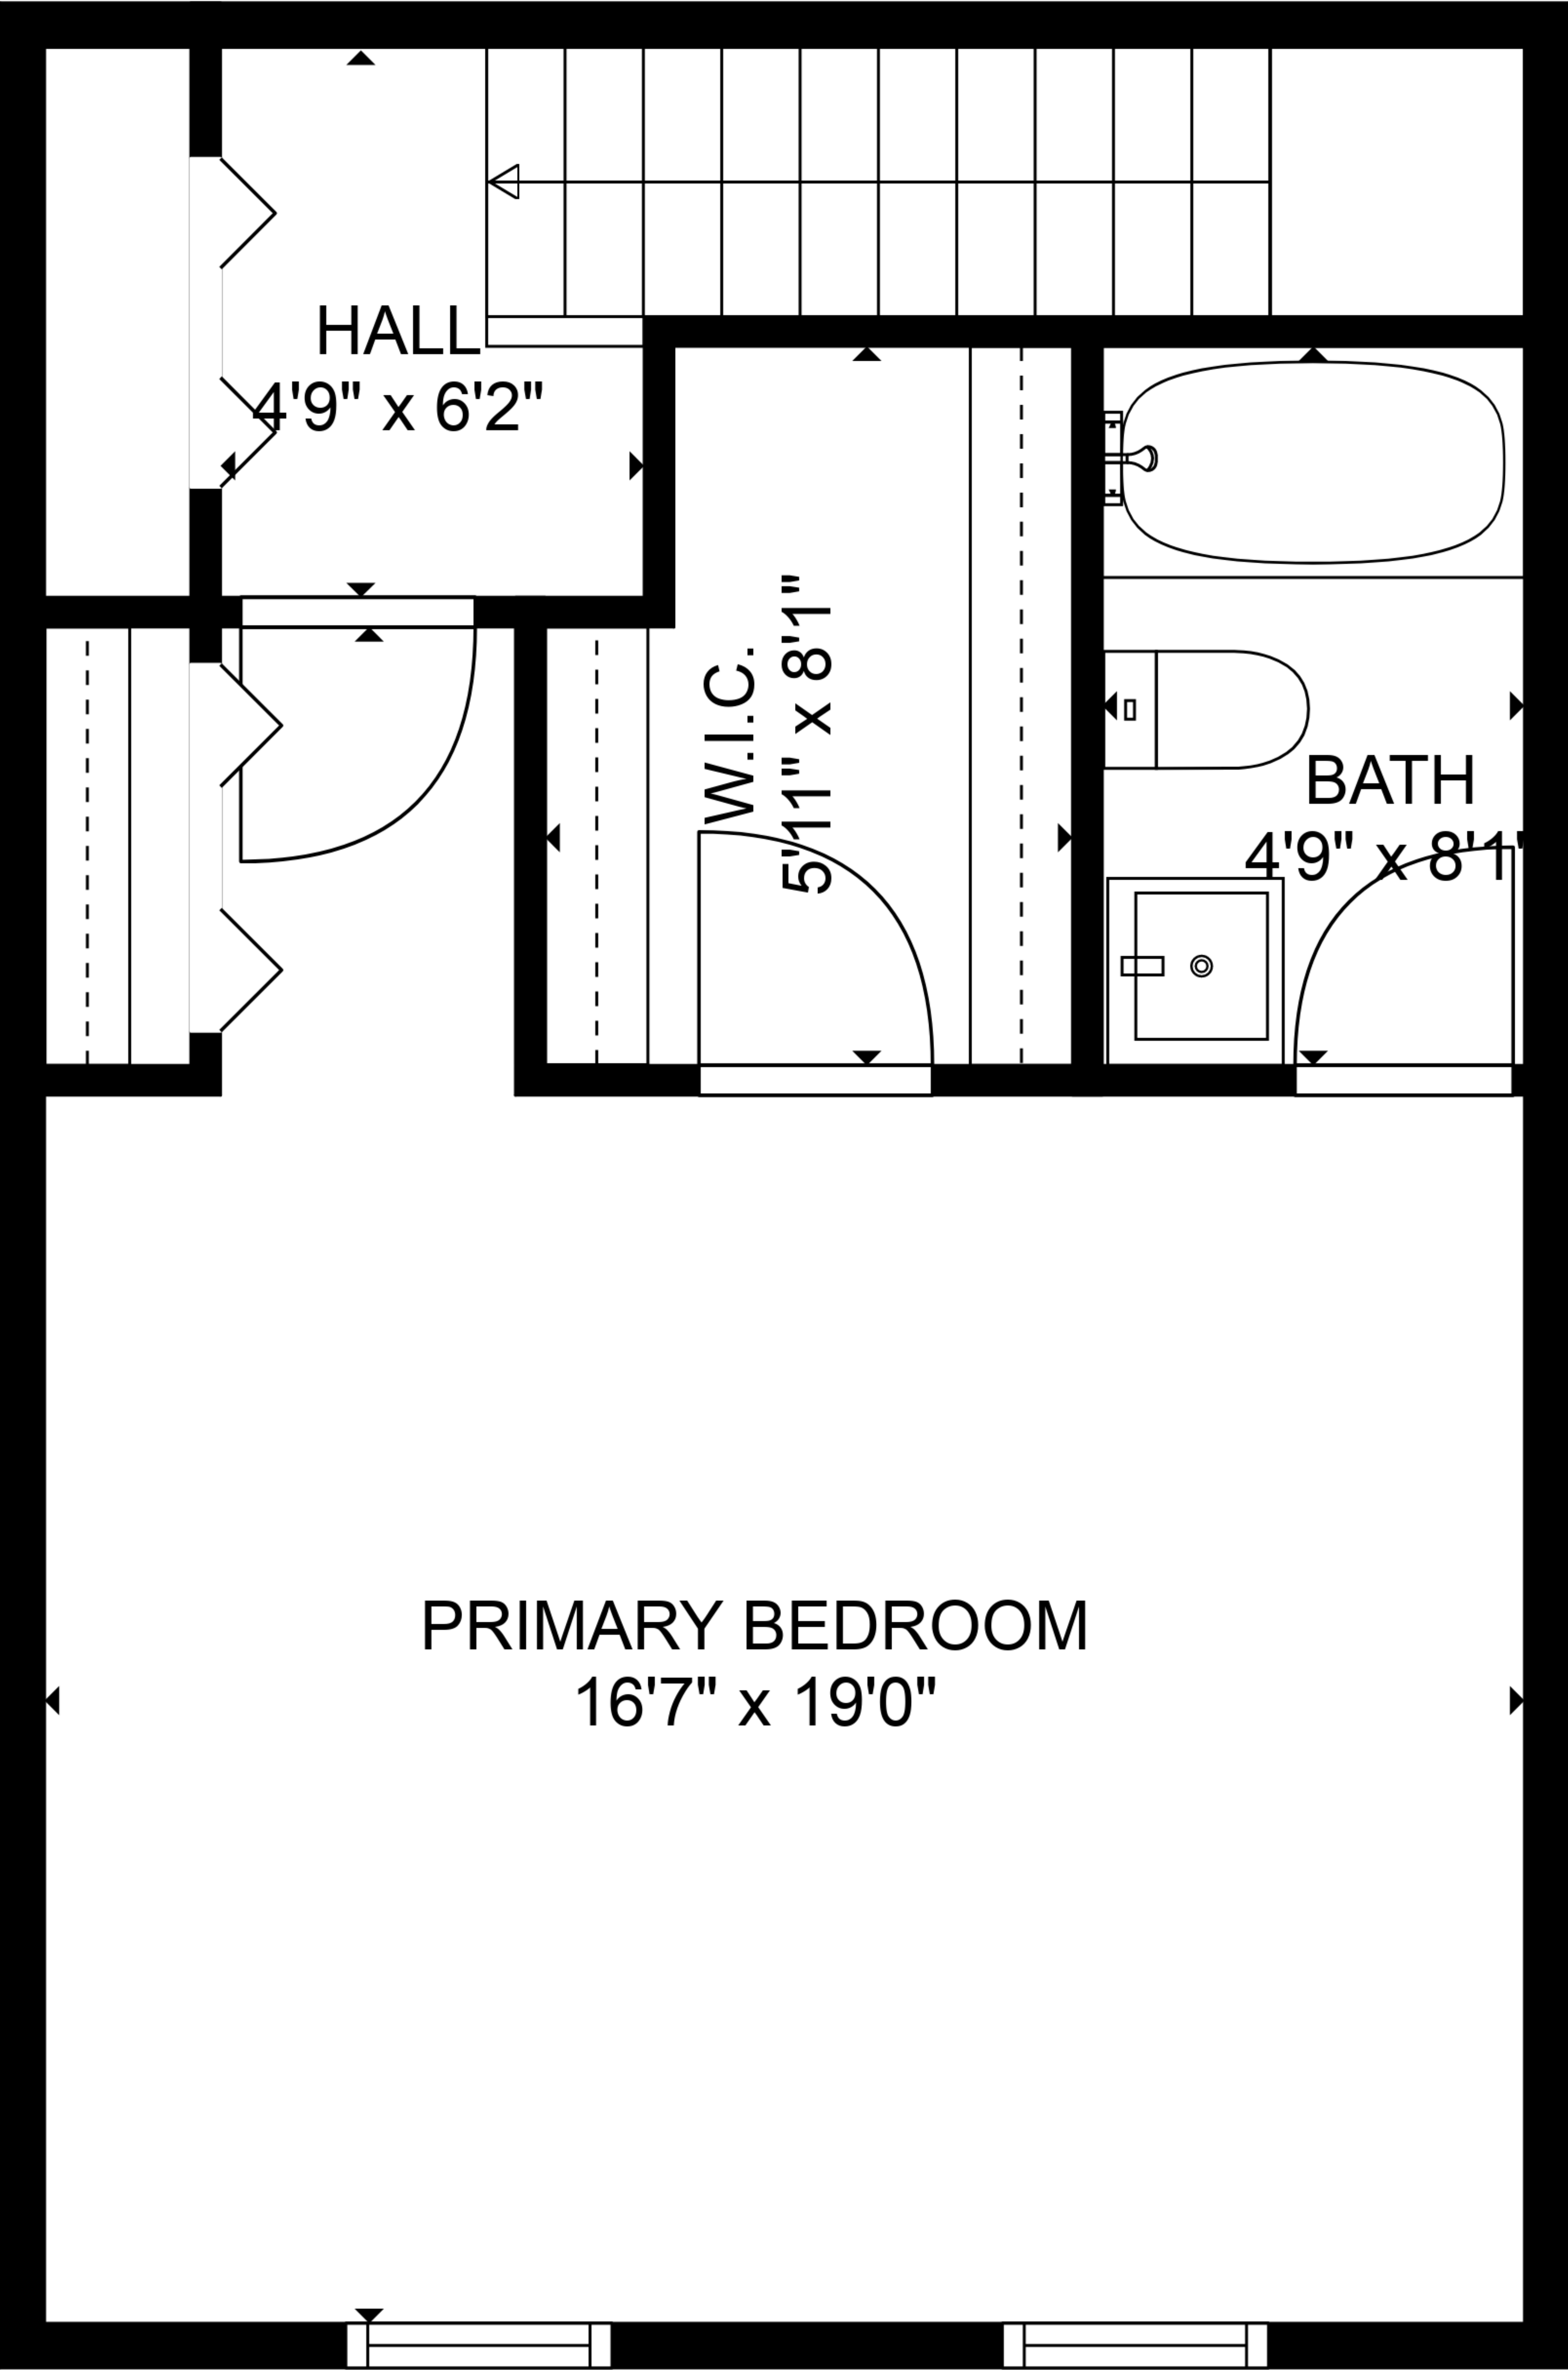 HALL
4'9" x 6'2"
W.I.C.
5'11" x 8'1"
BATH
4'9" x 8'1"
PRIMARY BEDROOM
16'7" x 19'0"